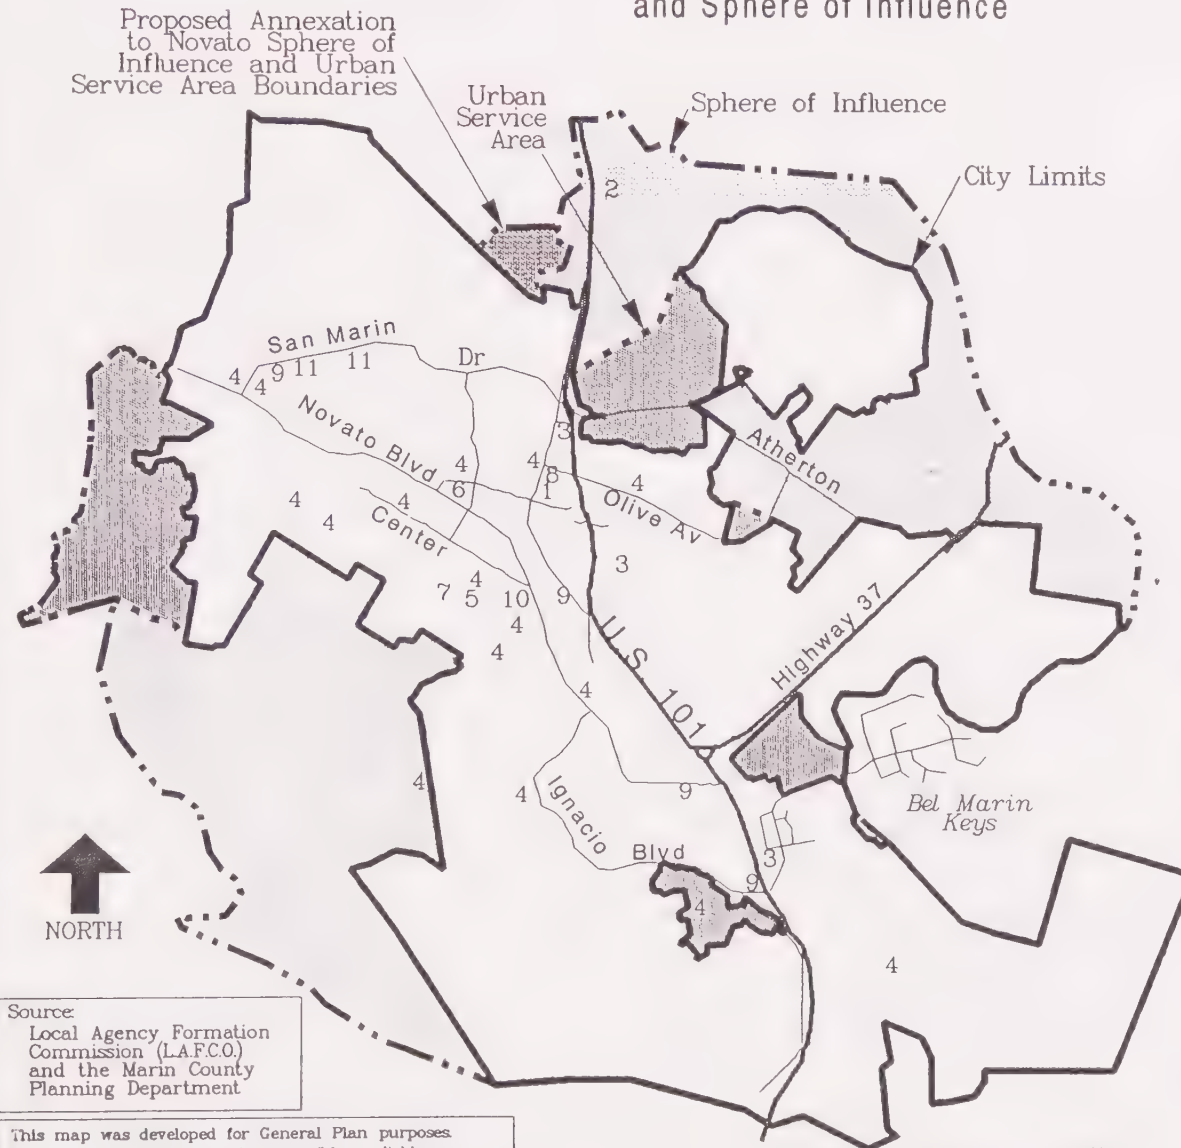 and Sphere of Influence
Proposed Annexation
to Novato Sphere of
Influence and Urban
Service Area Boundaries
Urban
Service
Area
Sphere of Influence
City Limits
2
San Marin
Dr
4
4
9
11
11
Novato Blvd
3
Atherton
4
4
8
1
6
4
Olive Av
4
4
4
Center
3
7
4
5
10
9
4
4
U.S 101
Highway 37
4
4
4
Ignacio
9
Bel Marin
Keys
Blvd
3
9
4
4
NORTH
Source:
Local Agency Formation
Commission (L.A.F.C.O.)
and the Marin County
Planning Department
This map was developed for General Plan purposes.